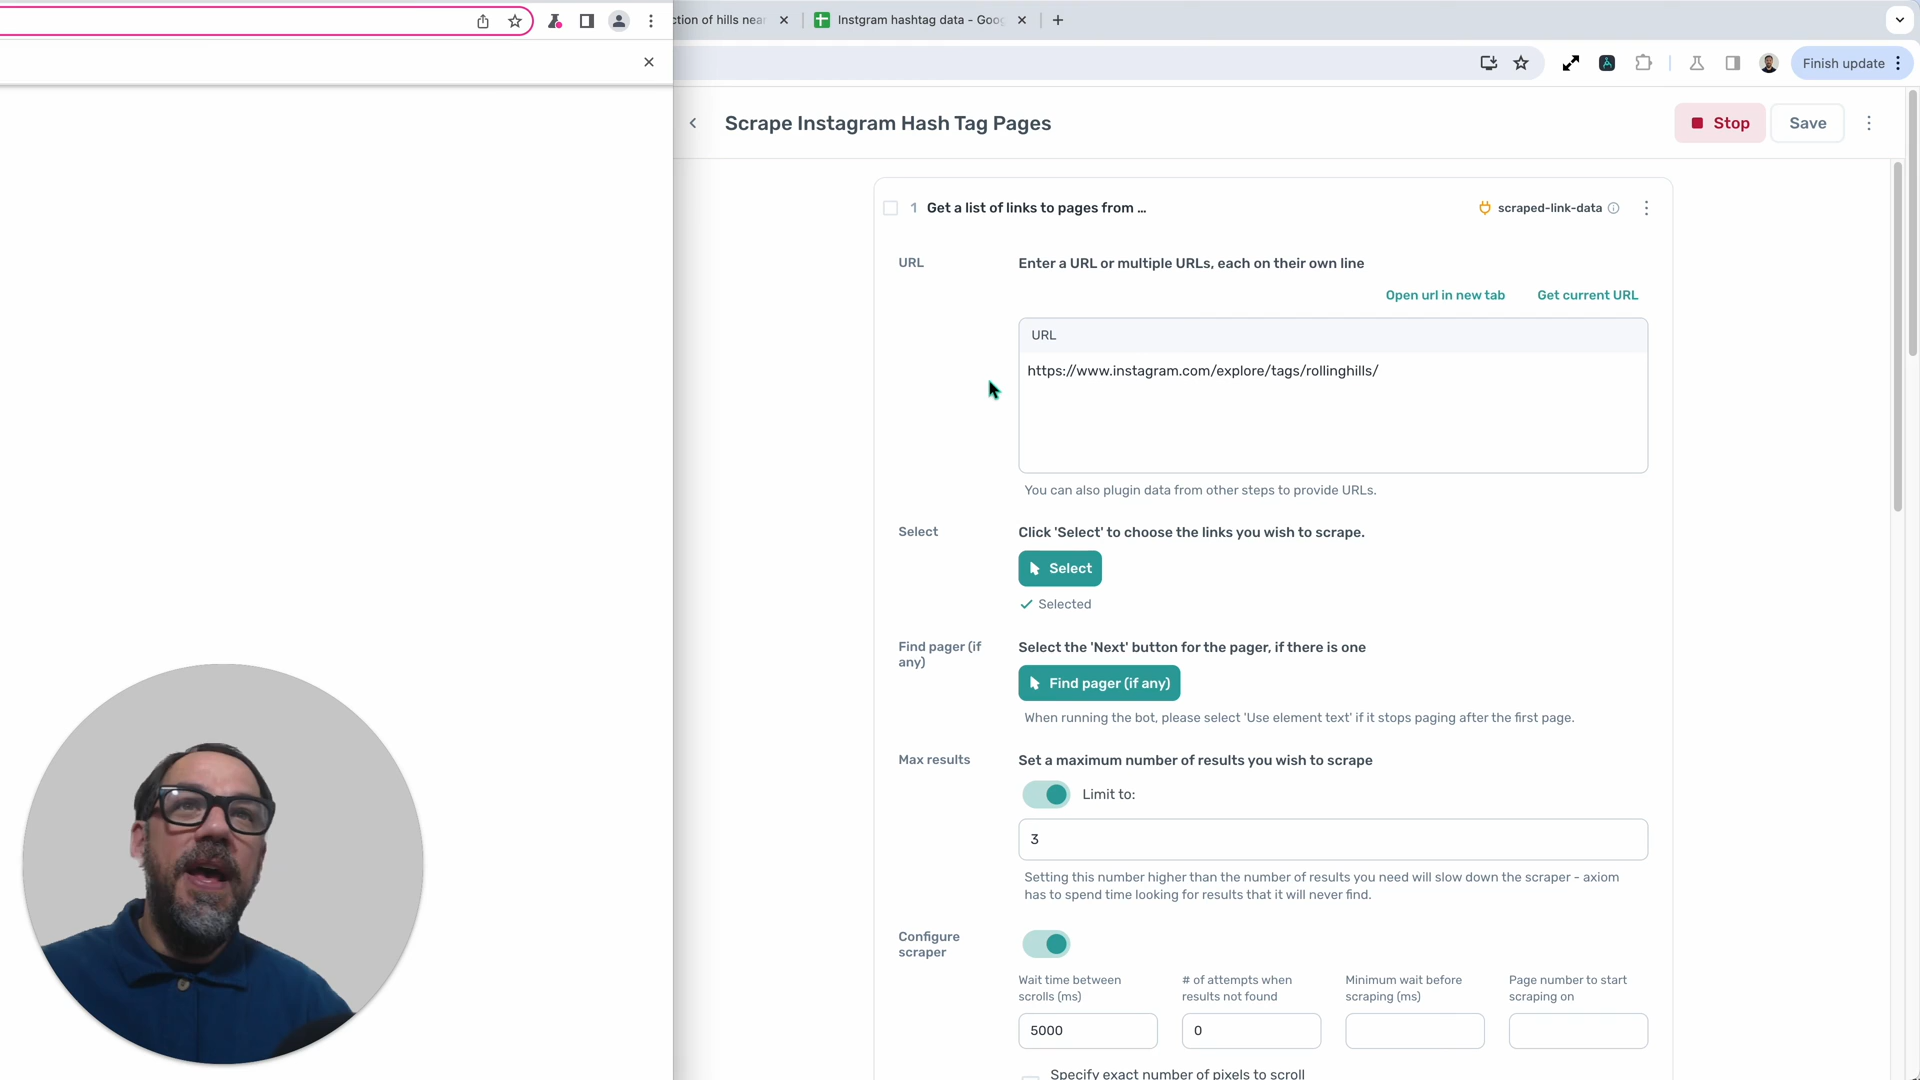 ction of hills near
Instgram hashtag data - Goog
Finish update
Scrape Instagram Hash Tag Pages
Stop
Save
1 Get a list of links to pages from ...
scraped-link-data
URL
Enter a URL or multiple URLs, each on their own line
Open url in new tab
Get current URL
URL
https://www.instagram.com/explore/tags/rollinghills/
You can also plugin data from other steps to provide URLs.
Select
Click 'Select' to choose the links you wish to scrape.
Select
Selected
Find pager (if
any)
Select the 'Next' button for the pager, if there is one
Find pager (if any)
When running the bot, please select 'Use element text' if it stops paging after the first page.
Max results
Set a maximum number of results you wish to scrape
Limit to:
3
Setting this number higher than the number of results you need will slow down the scraper - axiom
has to spend time looking for results that it will never find.
Configure
scraper
Wait time between
scrolls (ms)
# of attempts when
results not found
Minimum wait before
scraping (ms)
Page number to start
scraping on
5000
0
Specify exact number of pixels to scroll